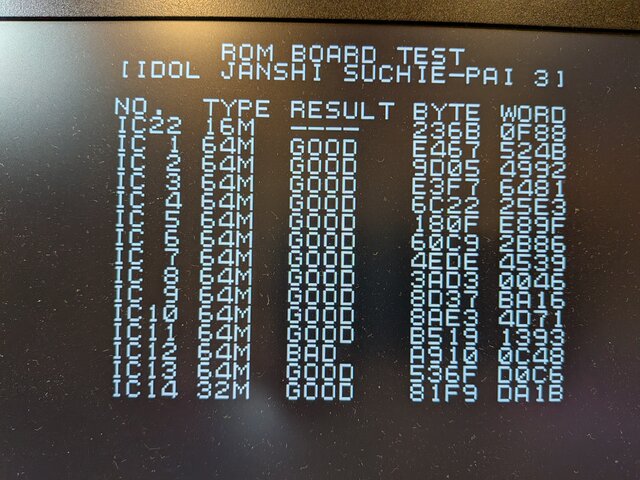 ROM BOARD TEST
[IDOL JANSHI SUCHIE-PAI 3]
NO. TYPE RESULT BYTE WORD
IC22 16M ---- 236B 0F88
IC 1 64M GOOD E467 524B
IC 2 64M GOOD 9D05 4992
IC 3 64M GOOD E3F7 6481
IC 4 64M GOOD 6C22 25E3
IC 5 64M GOOD 180F E89F
IC 6 64M GOOD 60C9 2B86
IC 7 64M GOOD 4EDE 4539
IC 8 64M GOOD 3AD3 0046
IC 9 64M GOOD 8D37 BA16
IC10 64M GOOD 8AE3 4D71
IC11 64M GOOD B519 1393
IC12 64M BAD A910 0C48
IC13 64M GOOD 536F D0C6
IC14 32M GOOD 81F9 DA1B